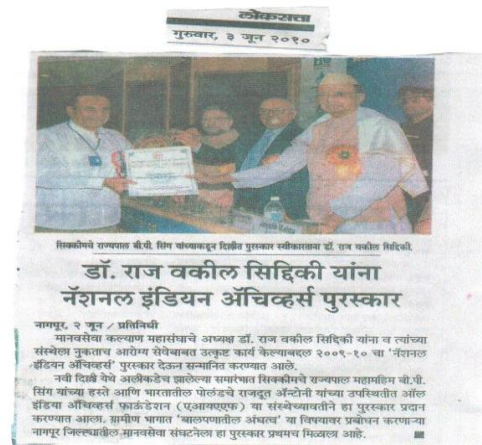 लोकसत्ता
गुरुवार, ३ जून २०१०
सिक्कीमचे राज्यपाल बी.पी. सिंग यांच्याकडून दिल्लीत पुरस्कार स्वीकारताना डॉ. राज वकील सिद्दिकी.
डॉ. राज वकील सिद्दिकी यांना
नॅशनल इंडियन ॲचिव्हर्स पुरस्कार
नागपूर, २ जून / प्रतिनिधी
मानवसेवा कल्याण महासंघाचे अध्यक्ष डॉ. राज वकील सिद्दिकी यांना व त्यांच्या
संस्थेला नुकताच आरोग्य सेवेबाबत उत्कृष्ट कार्य केल्याबद्दल २००९-१० चा 'नॅशनल
इंडियन ॲचिव्हर्स' पुरस्कार देऊन सन्मानित करण्यात आले.
नवी दिल्ली येथे अलीकडेच झालेल्या समारंभात सिक्कीमचे राज्यपाल महामहिम बी.पी.
सिंग यांच्या हस्ते आणि भारतातील पोलंडचे राजदूत अँन्टोनी यांच्या उपस्थितीत ऑल
इंडिया ॲचिव्हर्स फाऊंडेशन (एआयएएफ) या संस्थेच्यावतीने हा पुरस्कार प्रदान
करण्यात आला. ग्रामीण भागात 'बालपणातील अंधत्व' या विषयावर प्रबोधन करणाऱ्या
नागपूर जिल्ह्यातील मानवसेवा संघटनेला हा पुरस्कार प्रथमच मिळाला आहे.